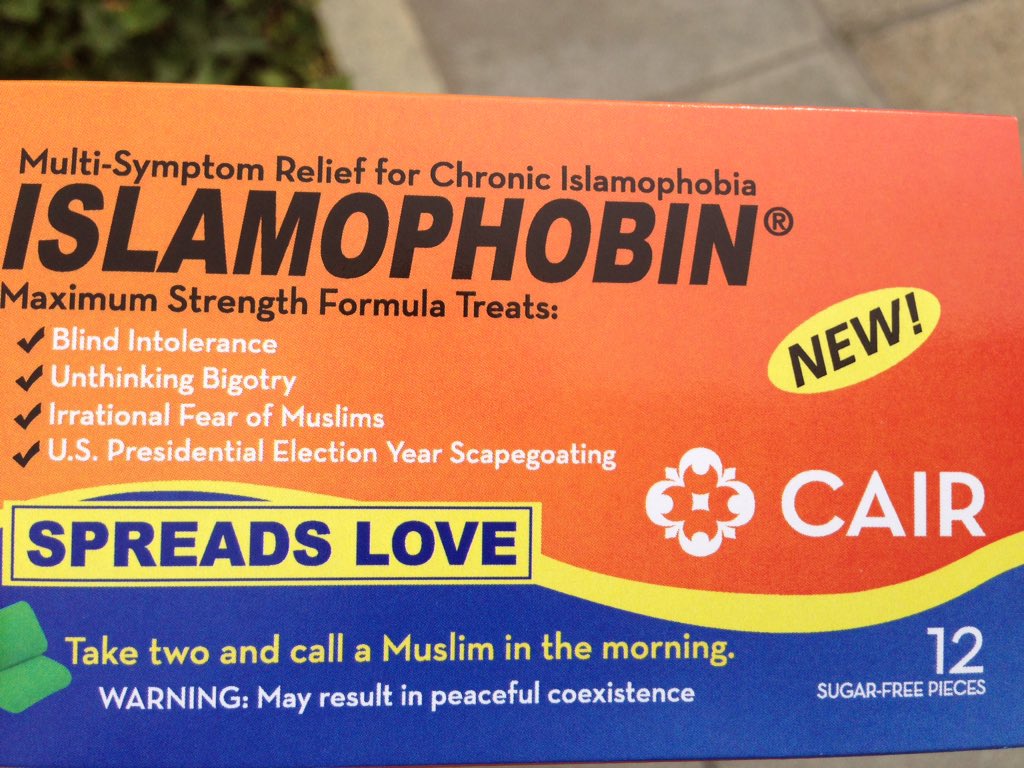 Multi-Symptom Relief for Chronic Islamophobia
ISLAMOPHOBIN®
Maximum Strength Formula Treats:
Blind Intolerance
Unthinking Bigotry
Irrational Fear of Muslims
U.S. Presidential Election Year Scapegoating
NEW!
CAIR
SPREADS LOVE
Take two and call a Muslim in the morning.
WARNING: May result in peaceful coexistence
12
SUGAR-FREE PIECES